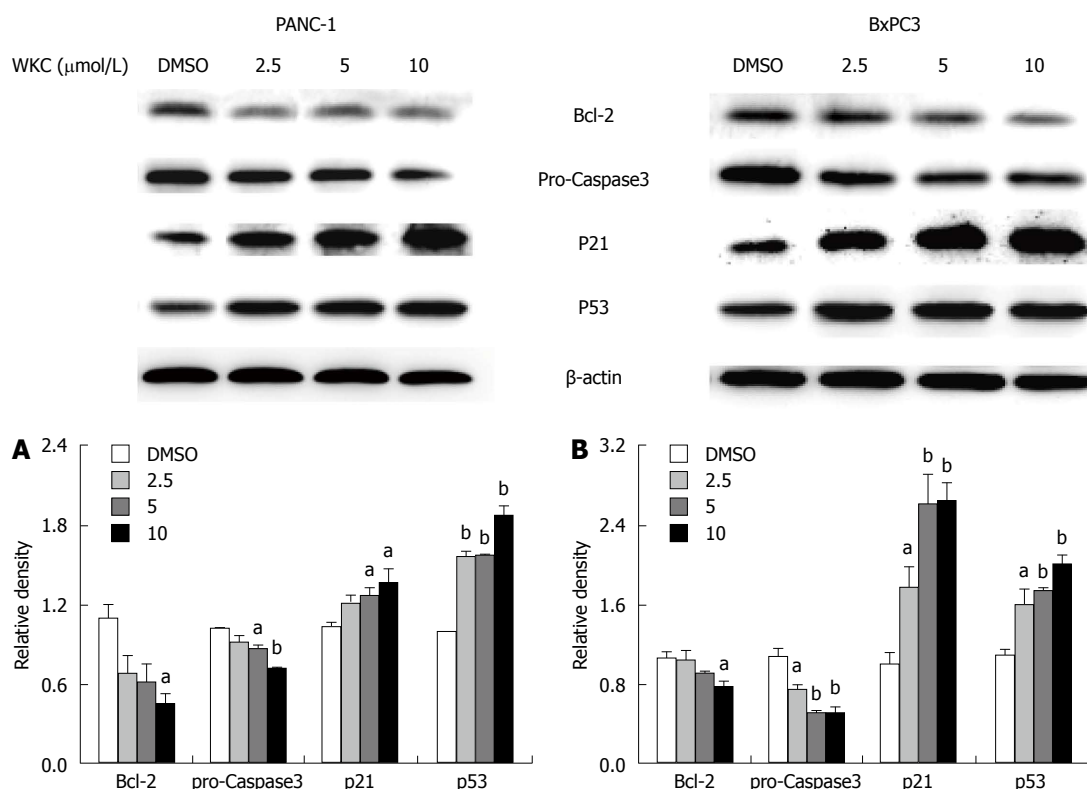 PANC-1 BxPC3
WKC (μmol/L) DMSO 2.5 5 10 DMSO 2.5 5 10
Bcl-2
Pro-Caspase3
P21
P53
β-actin
A
2.4
1.8
1.2
0.6
0.0
Relative density
DMSO
2.5
5
10
a
a
b
a
a
b
b
b
Bcl-2 pro-Caspase3 p21 p53
B
3.2
2.4
1.6
0.8
0.0
Relative density
DMSO
2.5
5
10
a
a
b
b
a
b
b
a
b
b
Bcl-2 pro-Caspase3 p21 p53